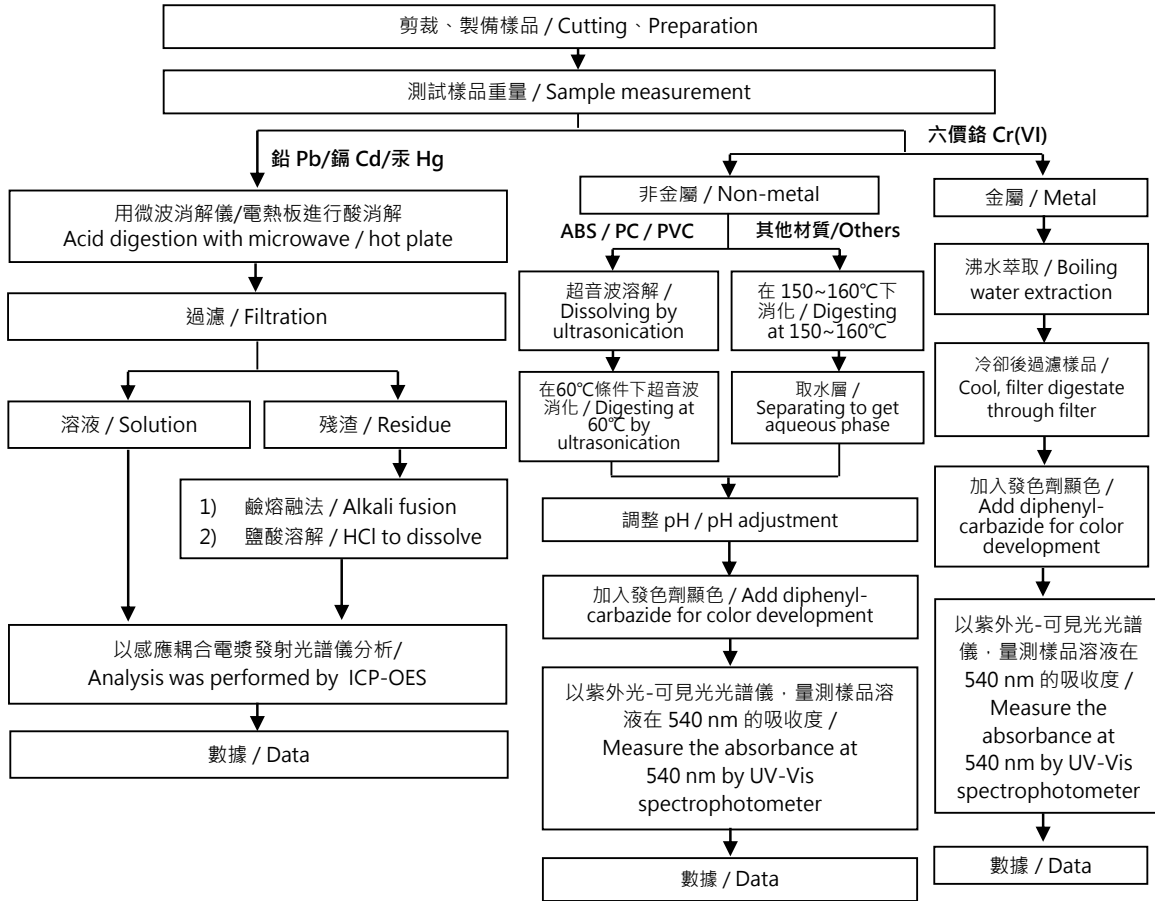 剪裁、製備樣品 / Cutting、Preparation
測試樣品重量 / Sample measurement
鉛 Pb/鎘 Cd/汞 Hg
用微波消解儀/電熱板進行酸消解
Acid digestion with microwave / hot plate
過濾 / Filtration
溶液 / Solution
殘渣 / Residue
1) 鹼熔融法 / Alkali fusion
2) 鹽酸溶解 / HCl to dissolve
以感應耦合電漿發射光譜儀分析/
Analysis was performed by ICP-OES
數據 / Data
六價鉻 Cr(VI)
非金屬 / Non-metal
ABS / PC / PVC
其他材質/Others
超音波溶解 /
Dissolving by
ultrasonication
在60℃條件下超音波
消化 / Digesting at
60℃ by
ultrasonication
在 150~160℃下
消化 / Digesting
at 150~160℃
取水層 /
Separating to get
aqueous phase
調整 pH / pH adjustment
加入發色劑顯色 / Add diphenyl-
carbazide for color development
以紫外光-可見光光譜儀，量測樣品溶
液在 540 nm 的吸收度 /
Measure the absorbance at
540 nm by UV-Vis
spectrophotometer
數據 / Data
金屬 / Metal
沸水萃取 / Boiling
water extraction
冷卻後過濾樣品 /
Cool, filter digestate
through filter
加入發色劑顯色 /
Add diphenyl-
carbazide for color
development
以紫外光-可見光光譜
儀，量測樣品溶液在
540 nm 的吸收度 /
Measure the
absorbance at
540 nm by UV-Vis
spectrophotometer
數據 / Data